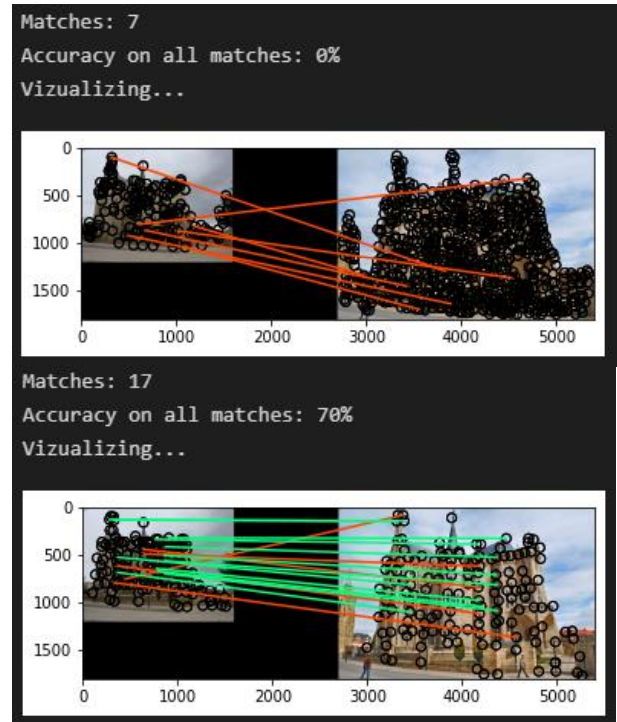 Matches: 7
Accuracy on all matches: 0%
Vizualizing...
0
500
1000
1500
0 1000 2000 3000 4000 5000
Matches: 17
Accuracy on all matches: 70%
Vizualizing...
0
500
1000
1500
0 1000 2000 3000 4000 5000